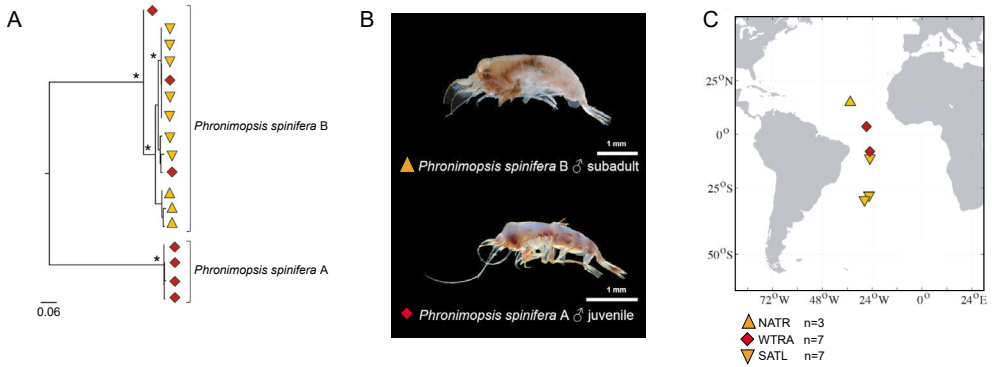 A
*
*
*
Phronimopsis spinifera B
*
Phronimopsis spinifera A
0.06
B
1 mm
Phronimopsis spinifera B ♂ subadult
1 mm
Phronimopsis spinifera A ♂ juvenile
C
25°N
0°
25°S
50°S
72°W 48°W 24°W 0° 24°E
NATR n=3
WTRA n=7
SATL n=7